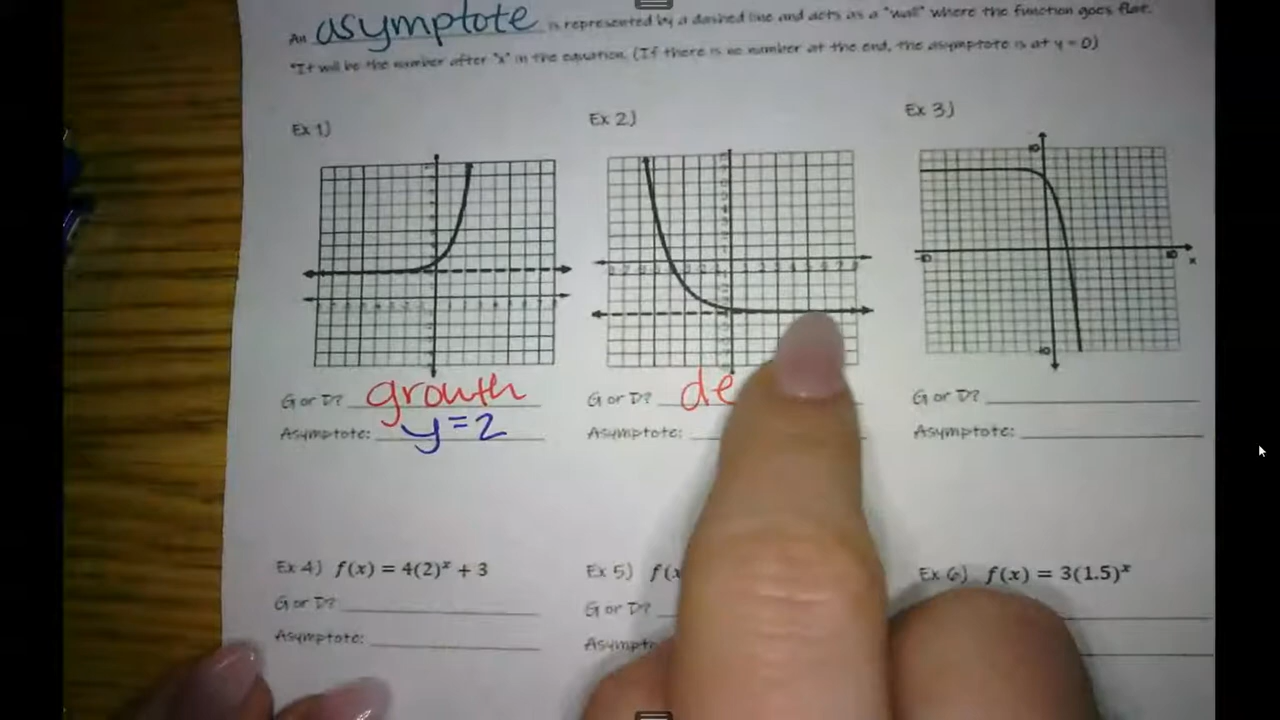 An asymptote is represented by a dashed line and acts as a "wall" where the function goes flat.
*It will be the number after "x" in the equation. (If there is no number at the end, the asymptote is at y = 0)
Ex 1)
Ex 2)
Ex 3)
10
x
G or D? growth
Asymptote: y=2
G or D? de
Asymptote:
G or D?
Asymptote:
Ex 4) f(x) = 4(2)ˣ + 3
G or D?
Asymptote:
Ex 5) f(x
G or D?
Asympto
Ex 6) f(x) = 3(1.5)ˣ